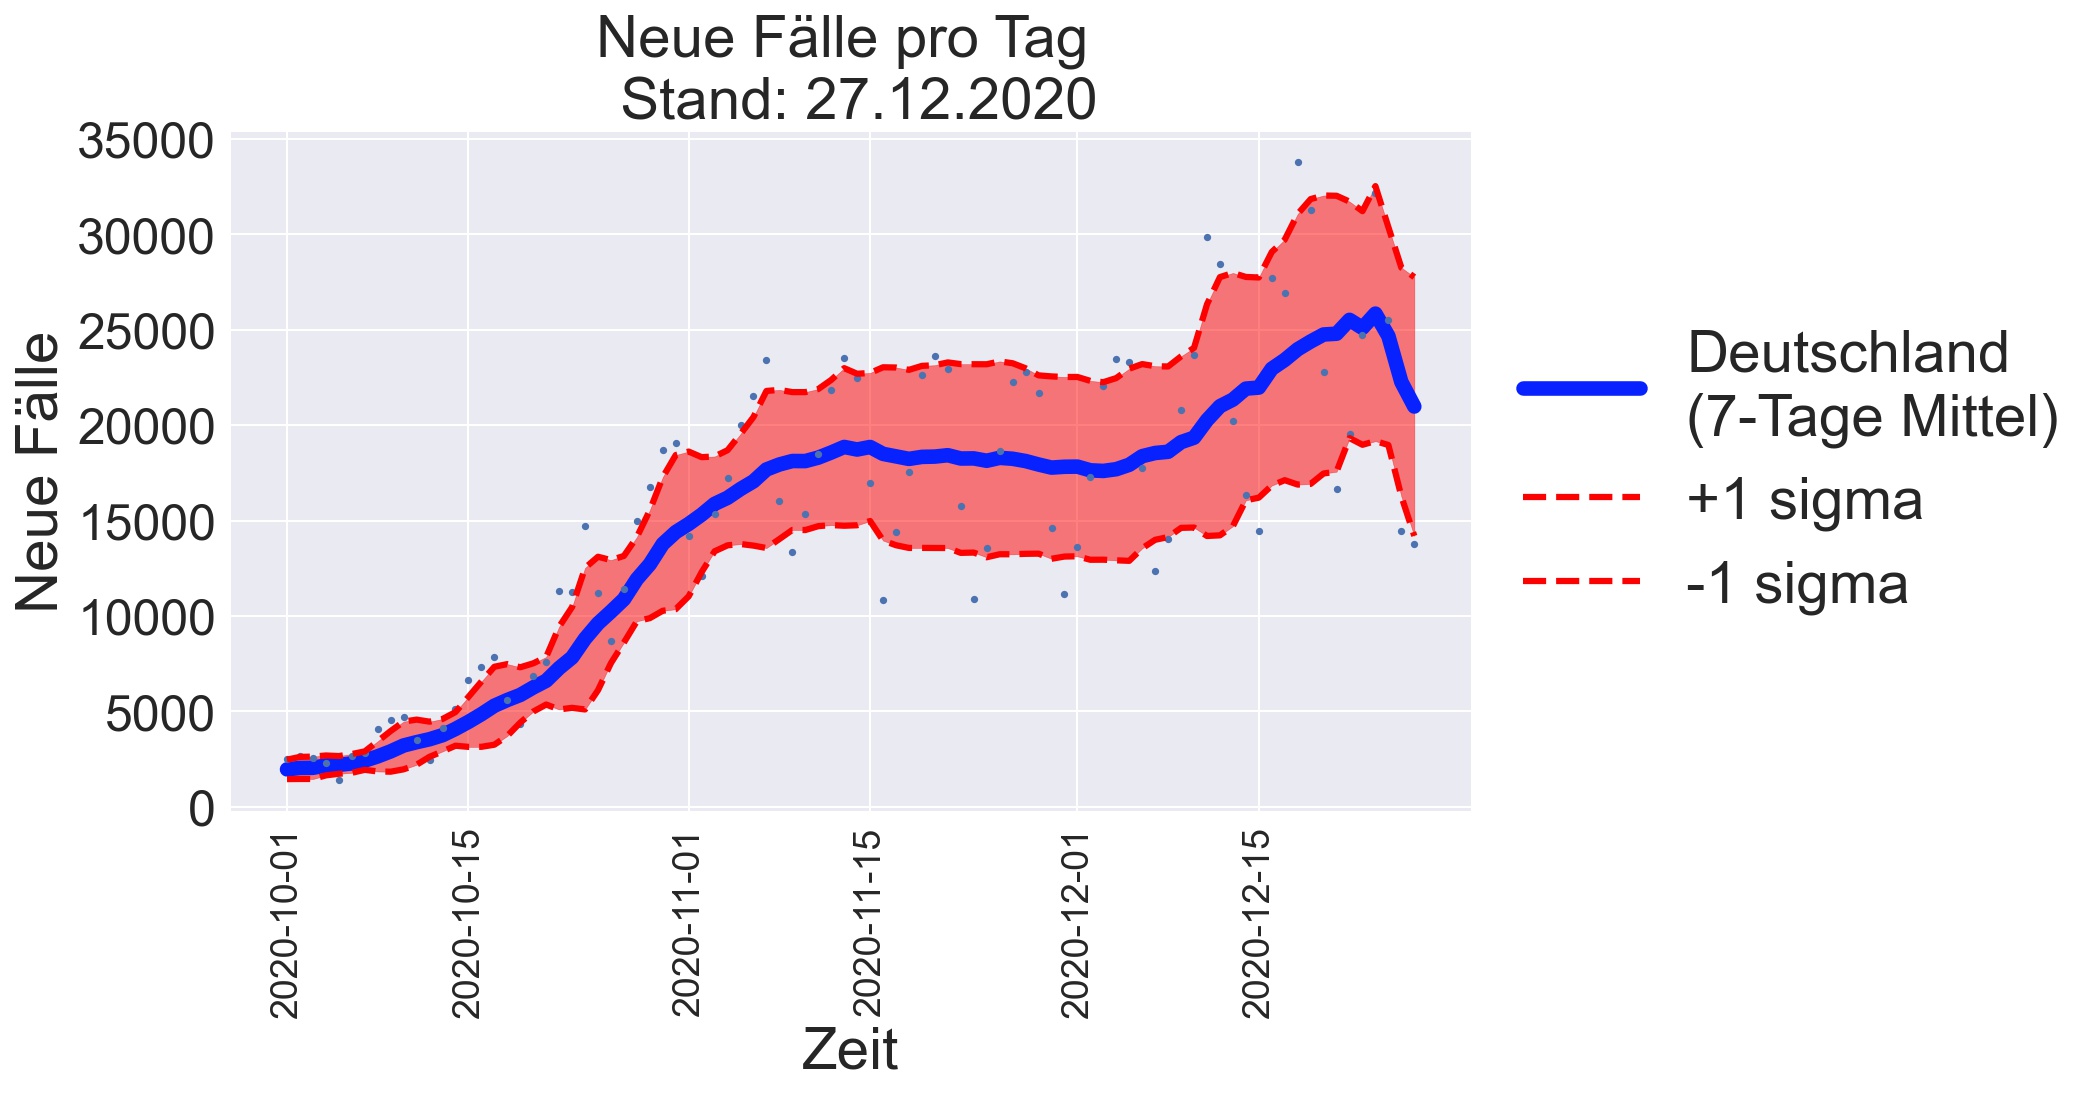 Neue Fälle pro Tag
Stand: 27.12.2020
Neue Fälle
35000
30000
25000
20000
15000
10000
5000
0
2020-10-01
2020-10-15
2020-11-01
2020-11-15
2020-12-01
2020-12-15
Zeit
Deutschland
(7-Tage Mittel)
+1 sigma
-1 sigma